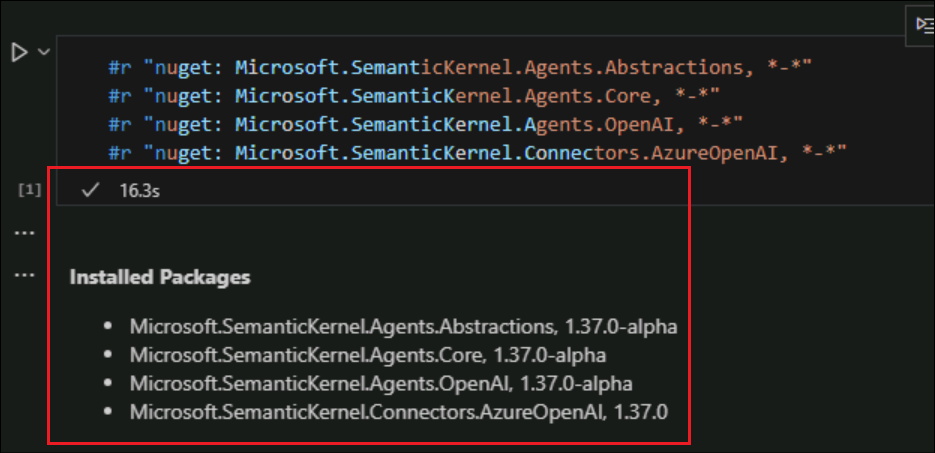 #r "nuget: Microsoft.SemanticKernel.Agents.Abstractions, *-*"
#r "nuget: Microsoft.SemanticKernel.Agents.Core, *-*"
#r "nuget: Microsoft.SemanticKernel.Agents.OpenAI, *-*"
#r "nuget: Microsoft.SemanticKernel.Connectors.AzureOpenAI, *-*"
[1] ✓ 16.3s
...
... Installed Packages
• Microsoft.SemanticKernel.Agents.Abstractions, 1.37.0-alpha
• Microsoft.SemanticKernel.Agents.Core, 1.37.0-alpha
• Microsoft.SemanticKernel.Agents.OpenAI, 1.37.0-alpha
• Microsoft.SemanticKernel.Connectors.AzureOpenAI, 1.37.0